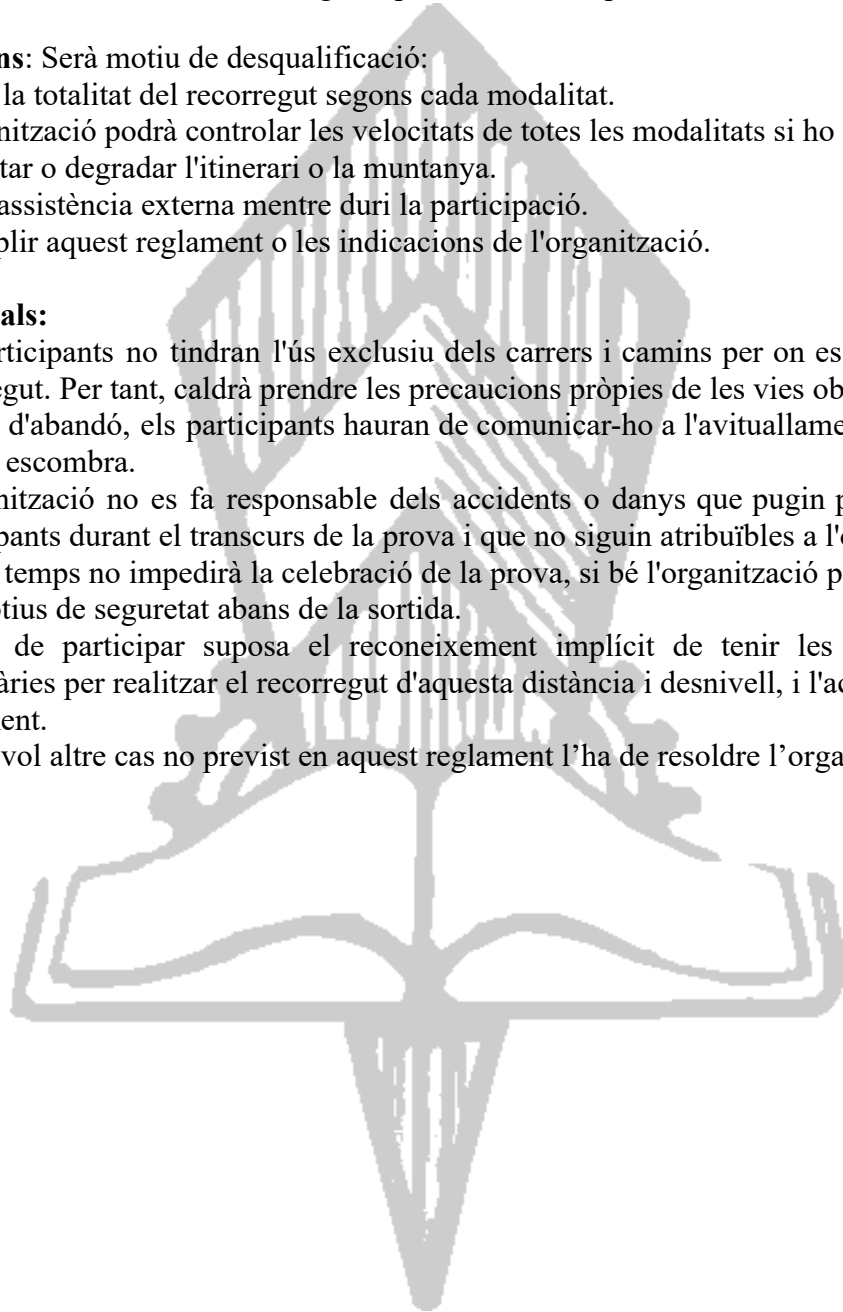 ns: Serà motiu de desqualificació:
la totalitat del recorregut segons cada modalitat.
nització podrà controlar les velocitats de totes les modalitats si ho
tar o degradar l'itinerari o la muntanya.
assistència externa mentre duri la participació.
plir aquest reglament o les indicacions de l'organització.
als:
rticipants no tindran l'ús exclusiu dels carrers i camins per on es
egut. Per tant, caldrà prendre les precaucions pròpies de les vies ob
d'abandó, els participants hauran de comunicar-ho a l'avituallame
escombra.
nització no es fa responsable dels accidents o danys que pugin p
pants durant el transcurs de la prova i que no siguin atribuïbles a l'
temps no impedirà la celebració de la prova, si bé l'organització p
otius de seguretat abans de la sortida.
de participar suposa el reconeixement implícit de tenir les
àries per realitzar el recorregut d'aquesta distància i desnivell, i l'a
ent.
vol altre cas no previst en aquest reglament l’ha de resoldre l’orga